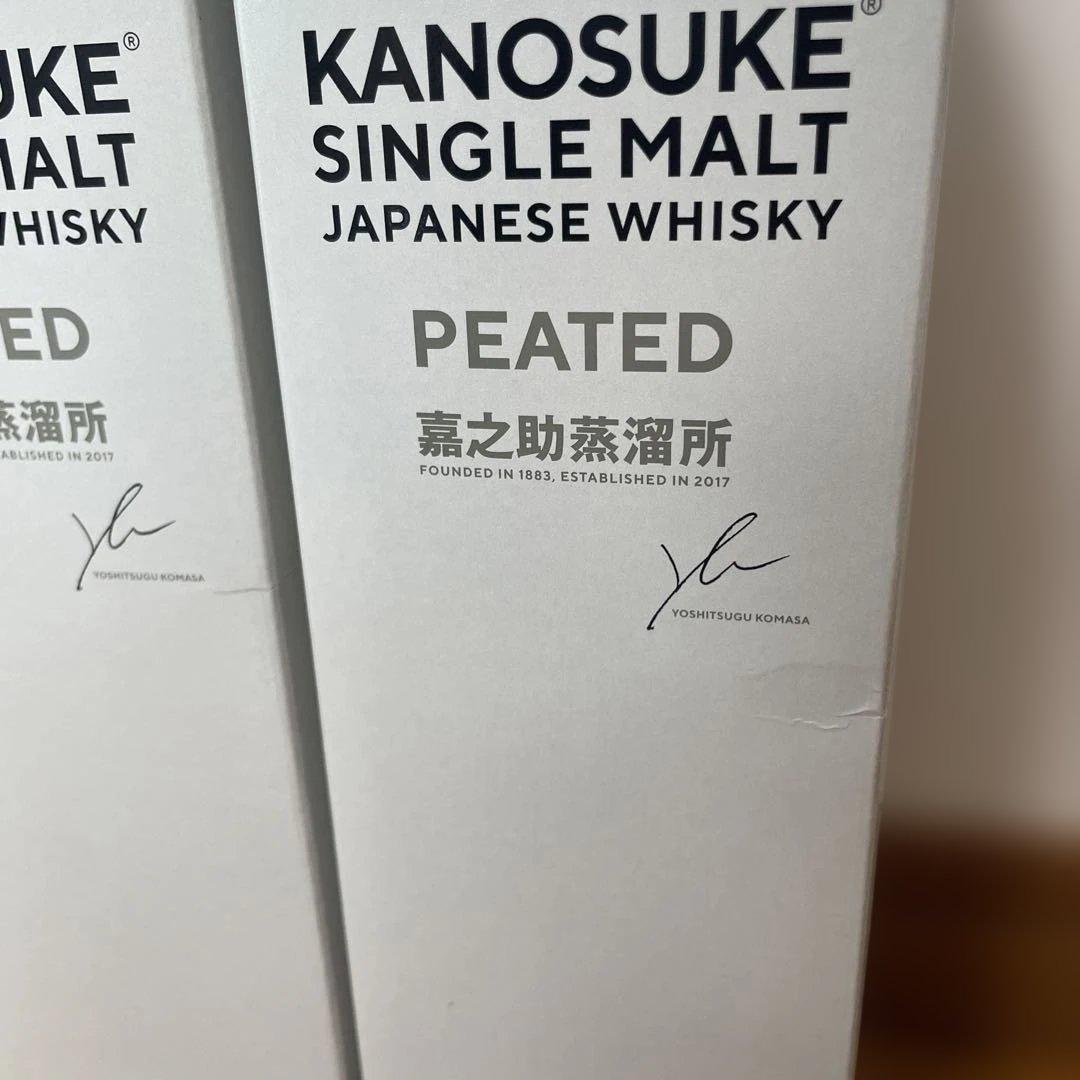 UKE®
MALT
WHISKY
ED
蒸溜所
ABLISHED IN 2017
YOSHITSUGU KOMASA
KANOSUKE®
SINGLE MALT
JAPANESE WHISKY
PEATED
嘉之助蒸溜所
FOUNDED IN 1883, ESTABLISHED IN 2017
YOSHITSUGU KOMASA